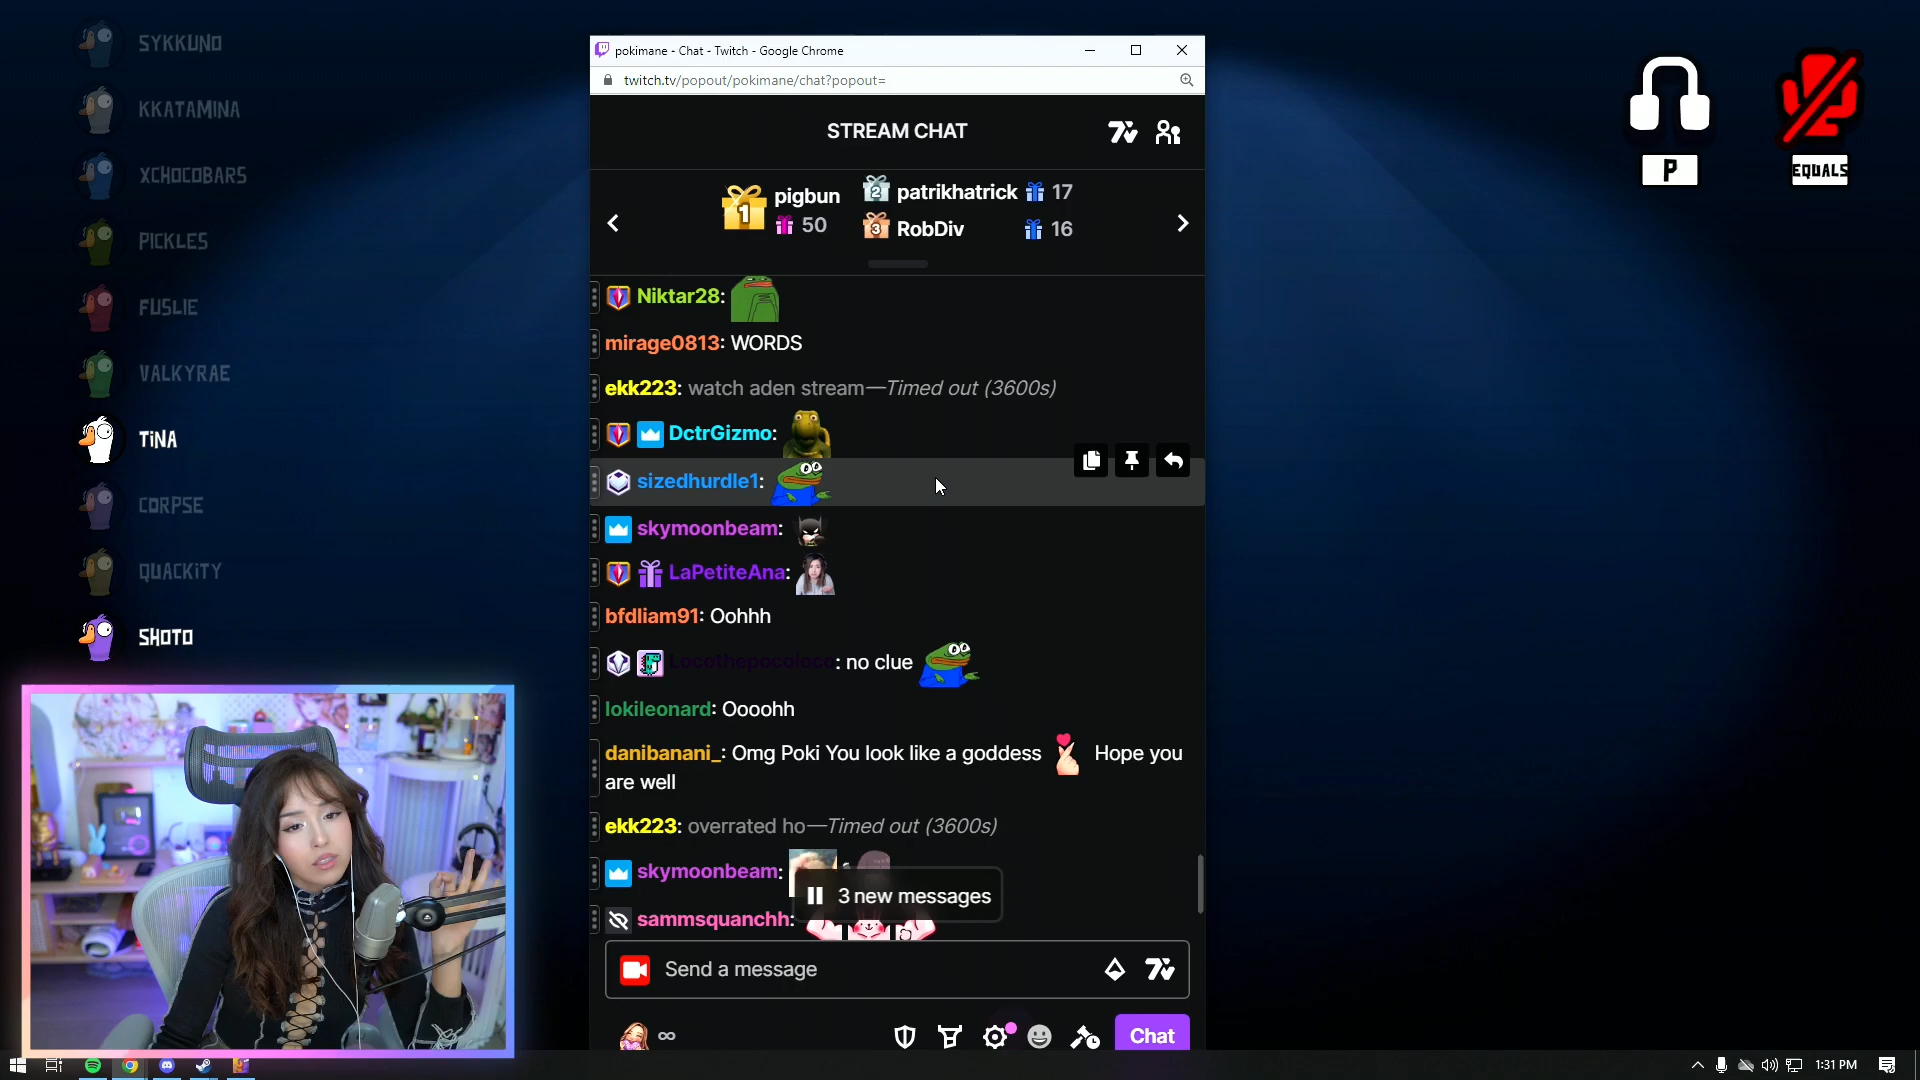 SYKKUNO
KKATAMINA
XCHOCOBARS
PICKLES
FUSLIE
VALKYRAE
TINA
CORPSE
QUACKITY
SHOTO
pokimane - Chat - Twitch - Google Chrome
twitch.tv/popout/pokimane/chat?popout=
STREAM CHAT
1 pigbun 50
2 patrikhatrick 17
3 RobDiv 16
Niktar28:
mirage0813: WORDS
ekk223: watch aden stream—Timed out (3600s)
DctrGizmo:
sizedhurdle1:
skymoonbeam:
LaPetiteAna:
bfdliam91: Oohhh
Locothepocoloco: no clue
lokileonard: Oooohh
danibanani_: Omg Poki You look like a goddess Hope you
are well
ekk223: overrated ho—Timed out (3600s)
skymoonbeam:
3 new messages
sammsquanchh:
Send a message
Chat
P
EQUALS
1:31 PM